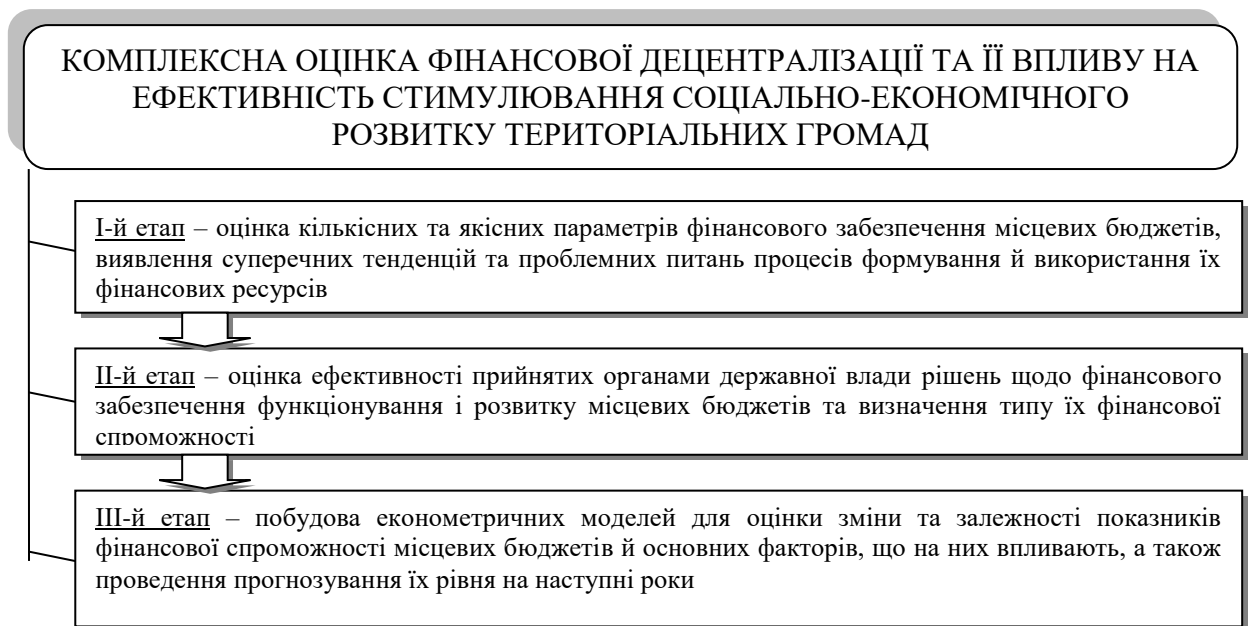 КОМПЛЕКСНА ОЦІНКА ФІНАНСОВОЇ ДЕЦЕНТРАЛІЗАЦІЇ ТА ЇЇ ВПЛИВУ НА
ЕФЕКТИВНІСТЬ СТИМУЛЮВАННЯ СОЦІАЛЬНО-ЕКОНОМІЧНОГО
РОЗВИТКУ ТЕРИТОРІАЛЬНИХ ГРОМАД
І-й етап – оцінка кількісних та якісних параметрів фінансового забезпечення місцевих бюджетів,
виявлення суперечних тенденцій та проблемних питань процесів формування й використання їх
фінансових ресурсів
ІІ-й етап – оцінка ефективності прийнятих органами державної влади рішень щодо фінансового
забезпечення функціонування і розвитку місцевих бюджетів та визначення типу їх фінансової
спроможності
ІІІ-й етап – побудова економетричних моделей для оцінки зміни та залежності показників
фінансової спроможності місцевих бюджетів й основних факторів, що на них впливають, а також
проведення прогнозування їх рівня на наступні роки